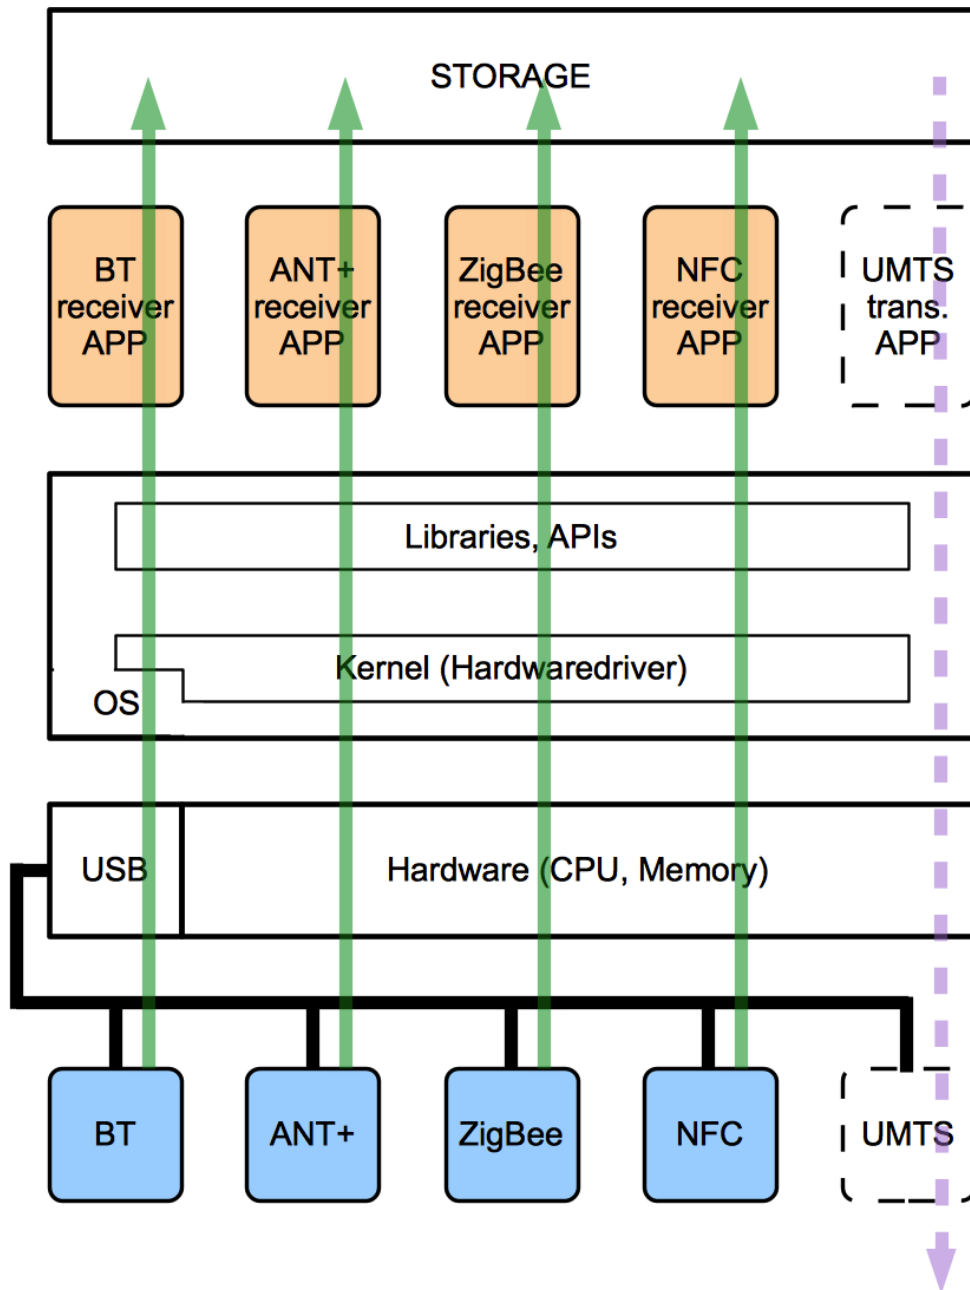 STORAGE
BT
receiver
APP
ANT+
receiver
APP
ZigBee
receiver
APP
NFC
receiver
APP
UMTS
trans.
APP
Libraries, APIs
Kernel (Hardwaredriver)
OS
USB
Hardware (CPU, Memory)
BT
ANT+
ZigBee
NFC
UMTS